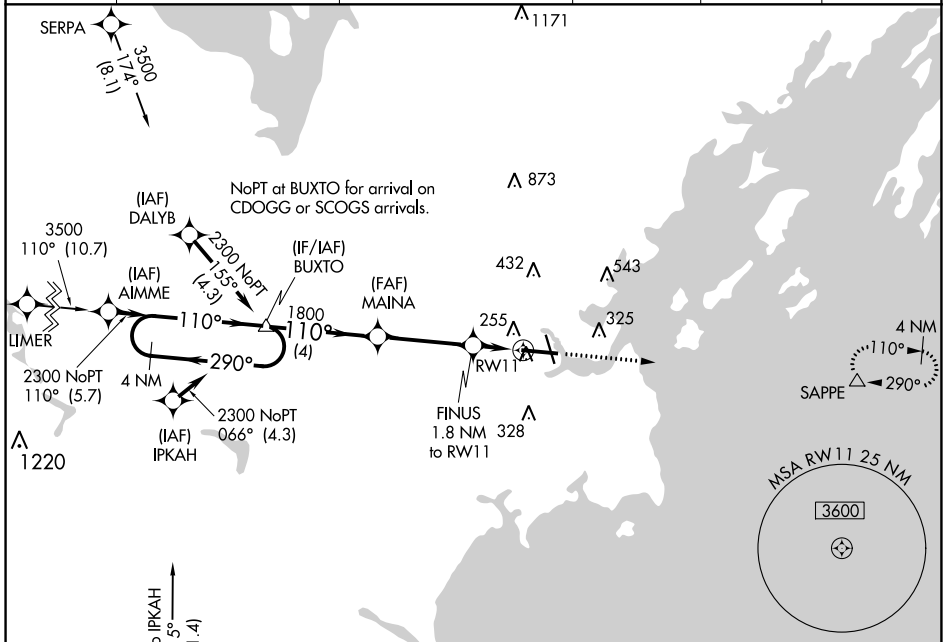 1171
SERPA
3500
174°
(8.1)
873
NoPT at BUXTO for arrival on
CDOGG or SCOGS arrivals.
(IAF)
DALYB
2300 NoPT
155°
(4.3)
3500
110° (10.7)
(IAF)
AIMME
(IF/IAF)
BUXTO
(FAF)
MAINA
432
543
LIMER
110°
1800
110°
(4)
255
325
4 NM
110°
290°
SAPPE
RW11
2300 NoPT
110° (5.7)
4 NM
290°
2300 NoPT
066° (4.3)
(IAF)
IPKAH
FINUS
1.8 NM
to RW11
328
1220
MSA RW11 25 NM
3600
IPKAH